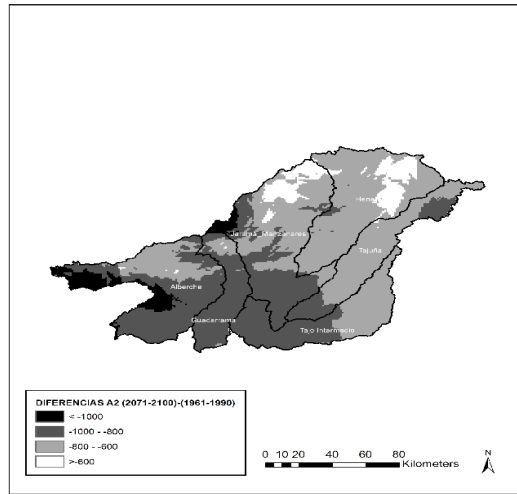 Henares
Jarama_Manzanares
Tajuña
Alberche
Guadarrama
Tajo Intermedio
DIFERENCIAS A2 (2071-2100)-(1961-1990)
< -1000
-1000 - -800
-800 - -600
>-600
0 10 20 40 60 80
Kilometers
N